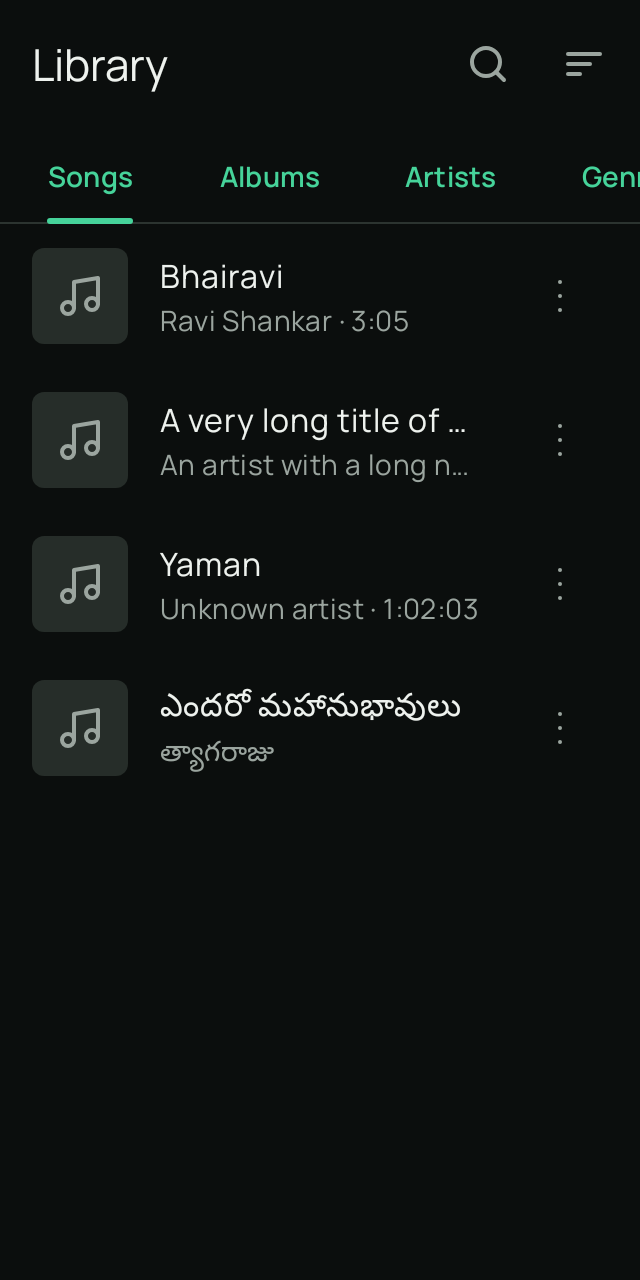 Library
Songs Albums Artists Genr
Bhairavi
Ravi Shankar · 3:05
A very long title of …
An artist with a long n…
Yaman
Unknown artist · 1:02:03
ఎందరో మహానుభావులు
త్యాగరాజు